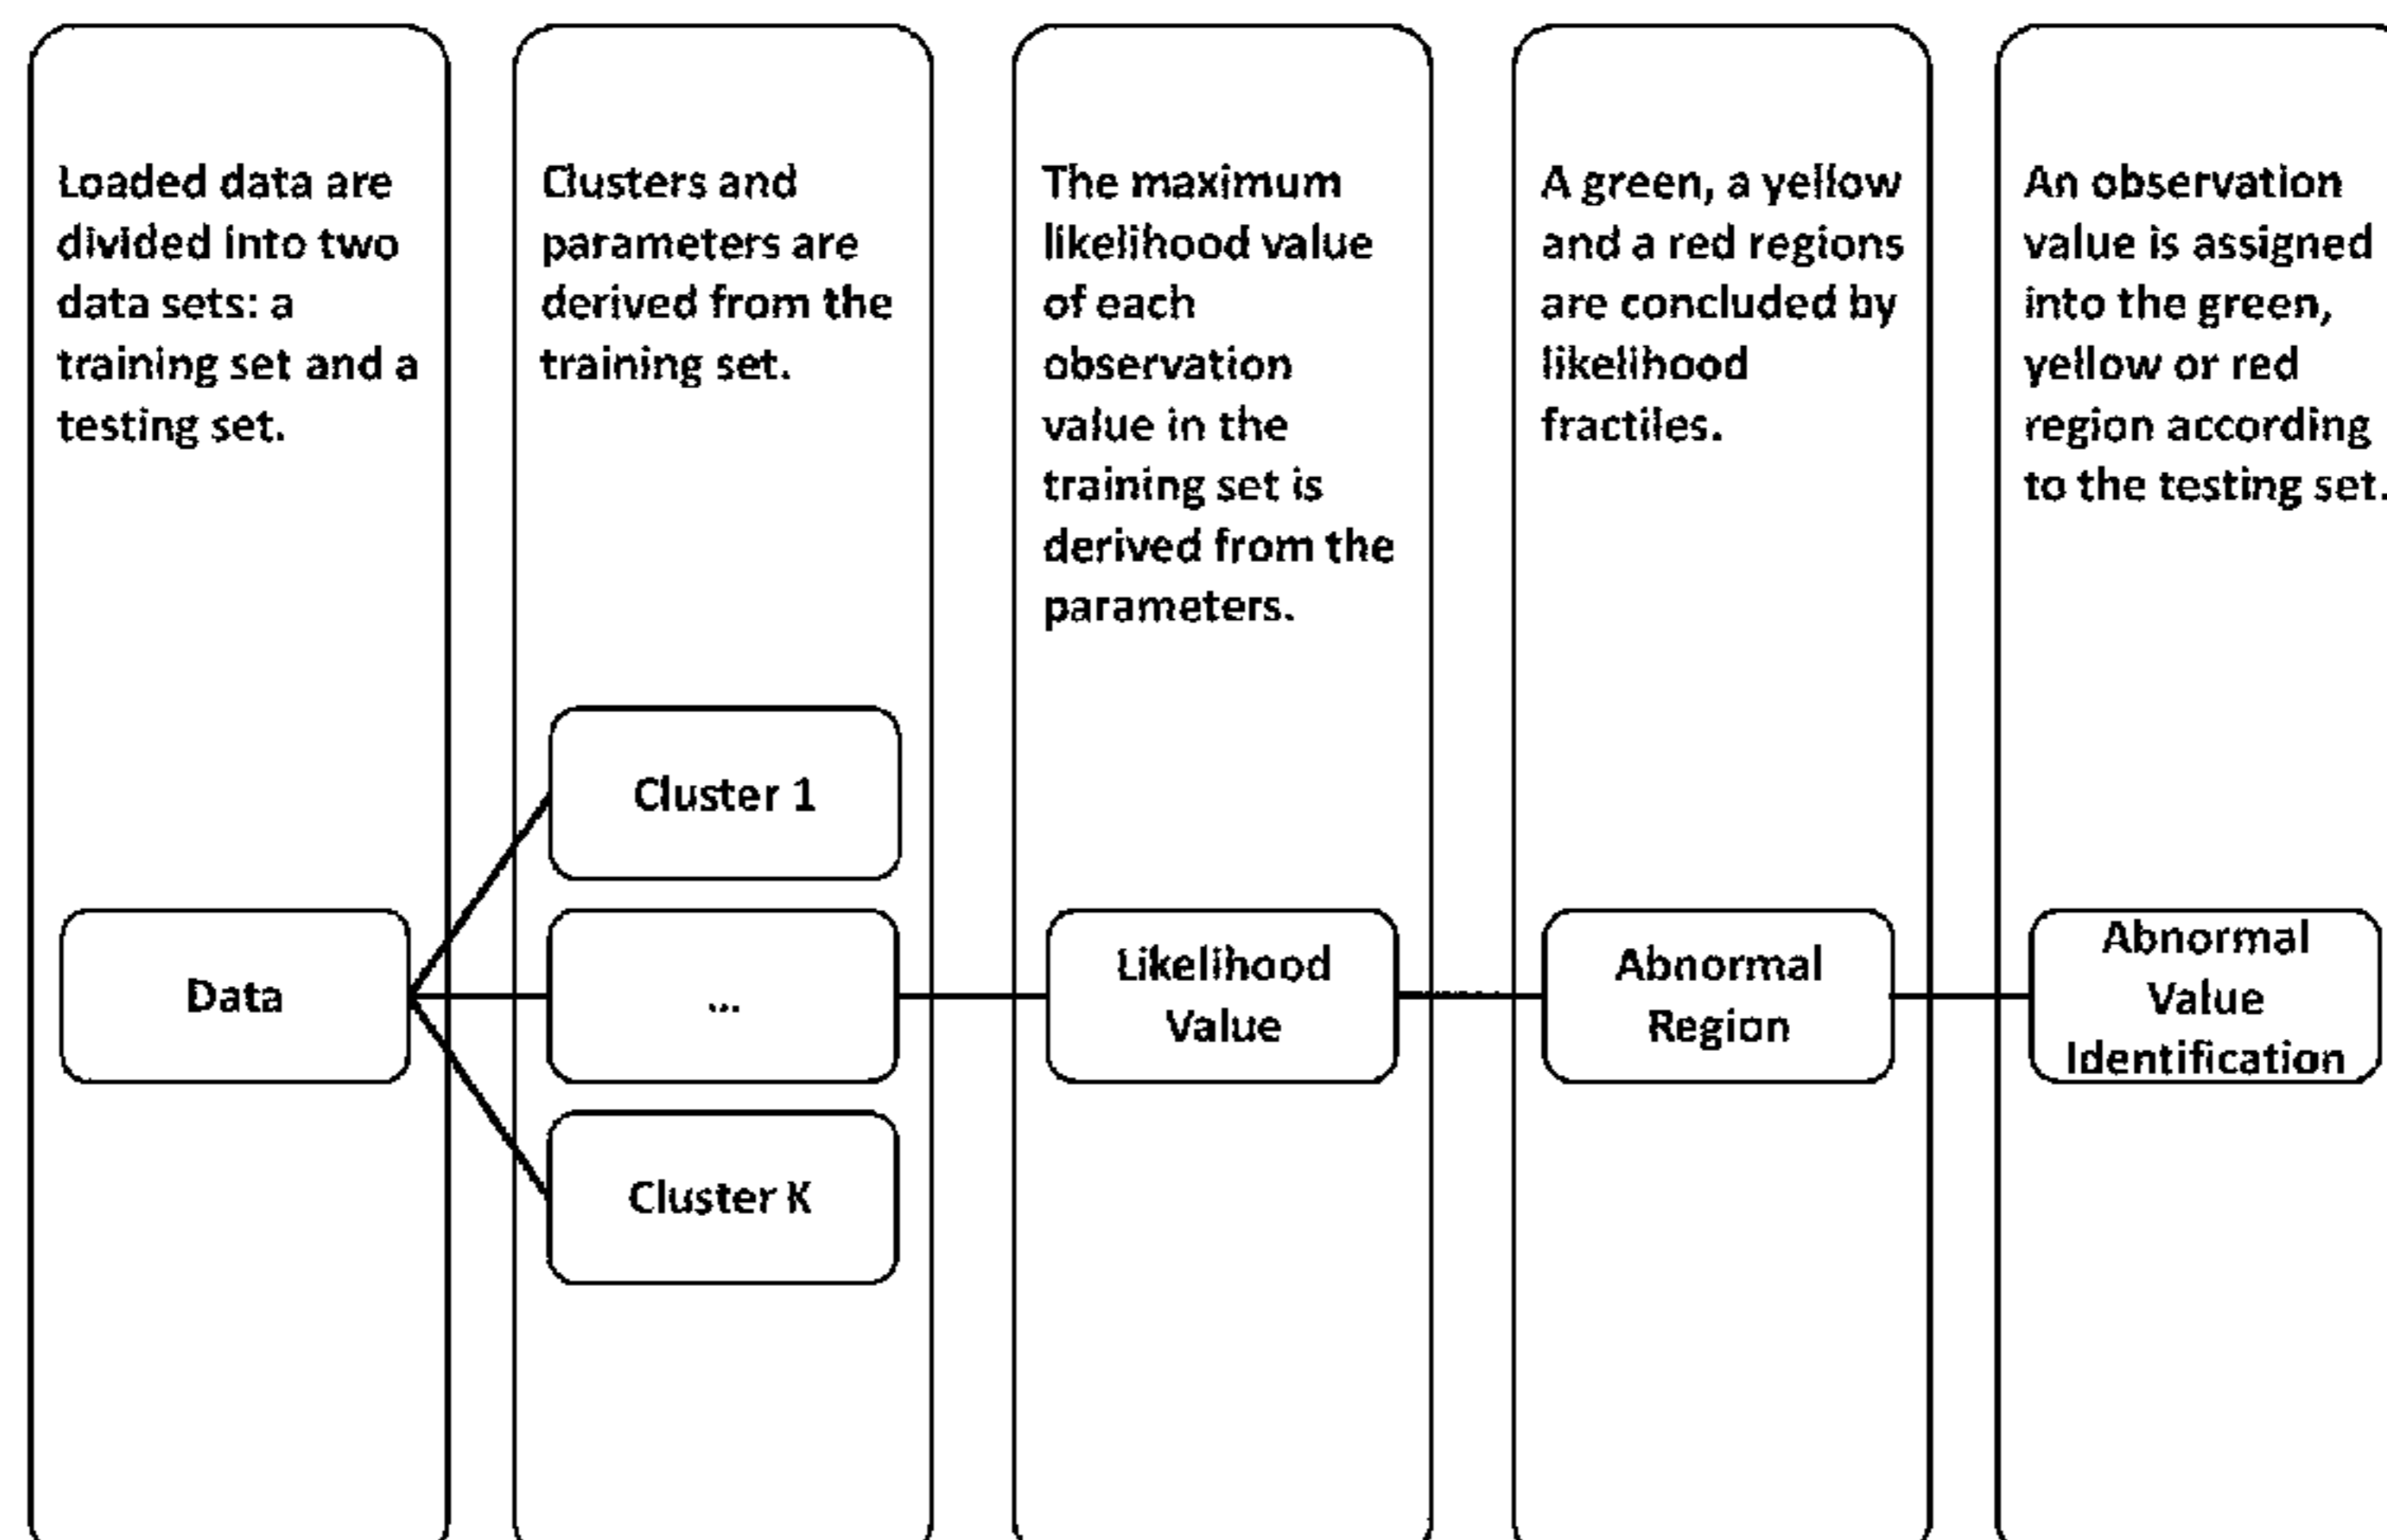 Loaded data are
divided into two
data sets: a
training set and a
testing set.
Clusters and
parameters are
derived from the
training set.
The maximum
likelihood value
of each
observation
value in the
training set is
derived from the
parameters.
A green, a yellow
and a red regions
are concluded by
likelihood
fractiles.
An observation
value is assigned
into the green,
yellow or red
region according
to the testing set.
Data
Cluster 1
...
Cluster K
Likelihood
Value
Abnormal
Region
Abnormal
Value
Identification